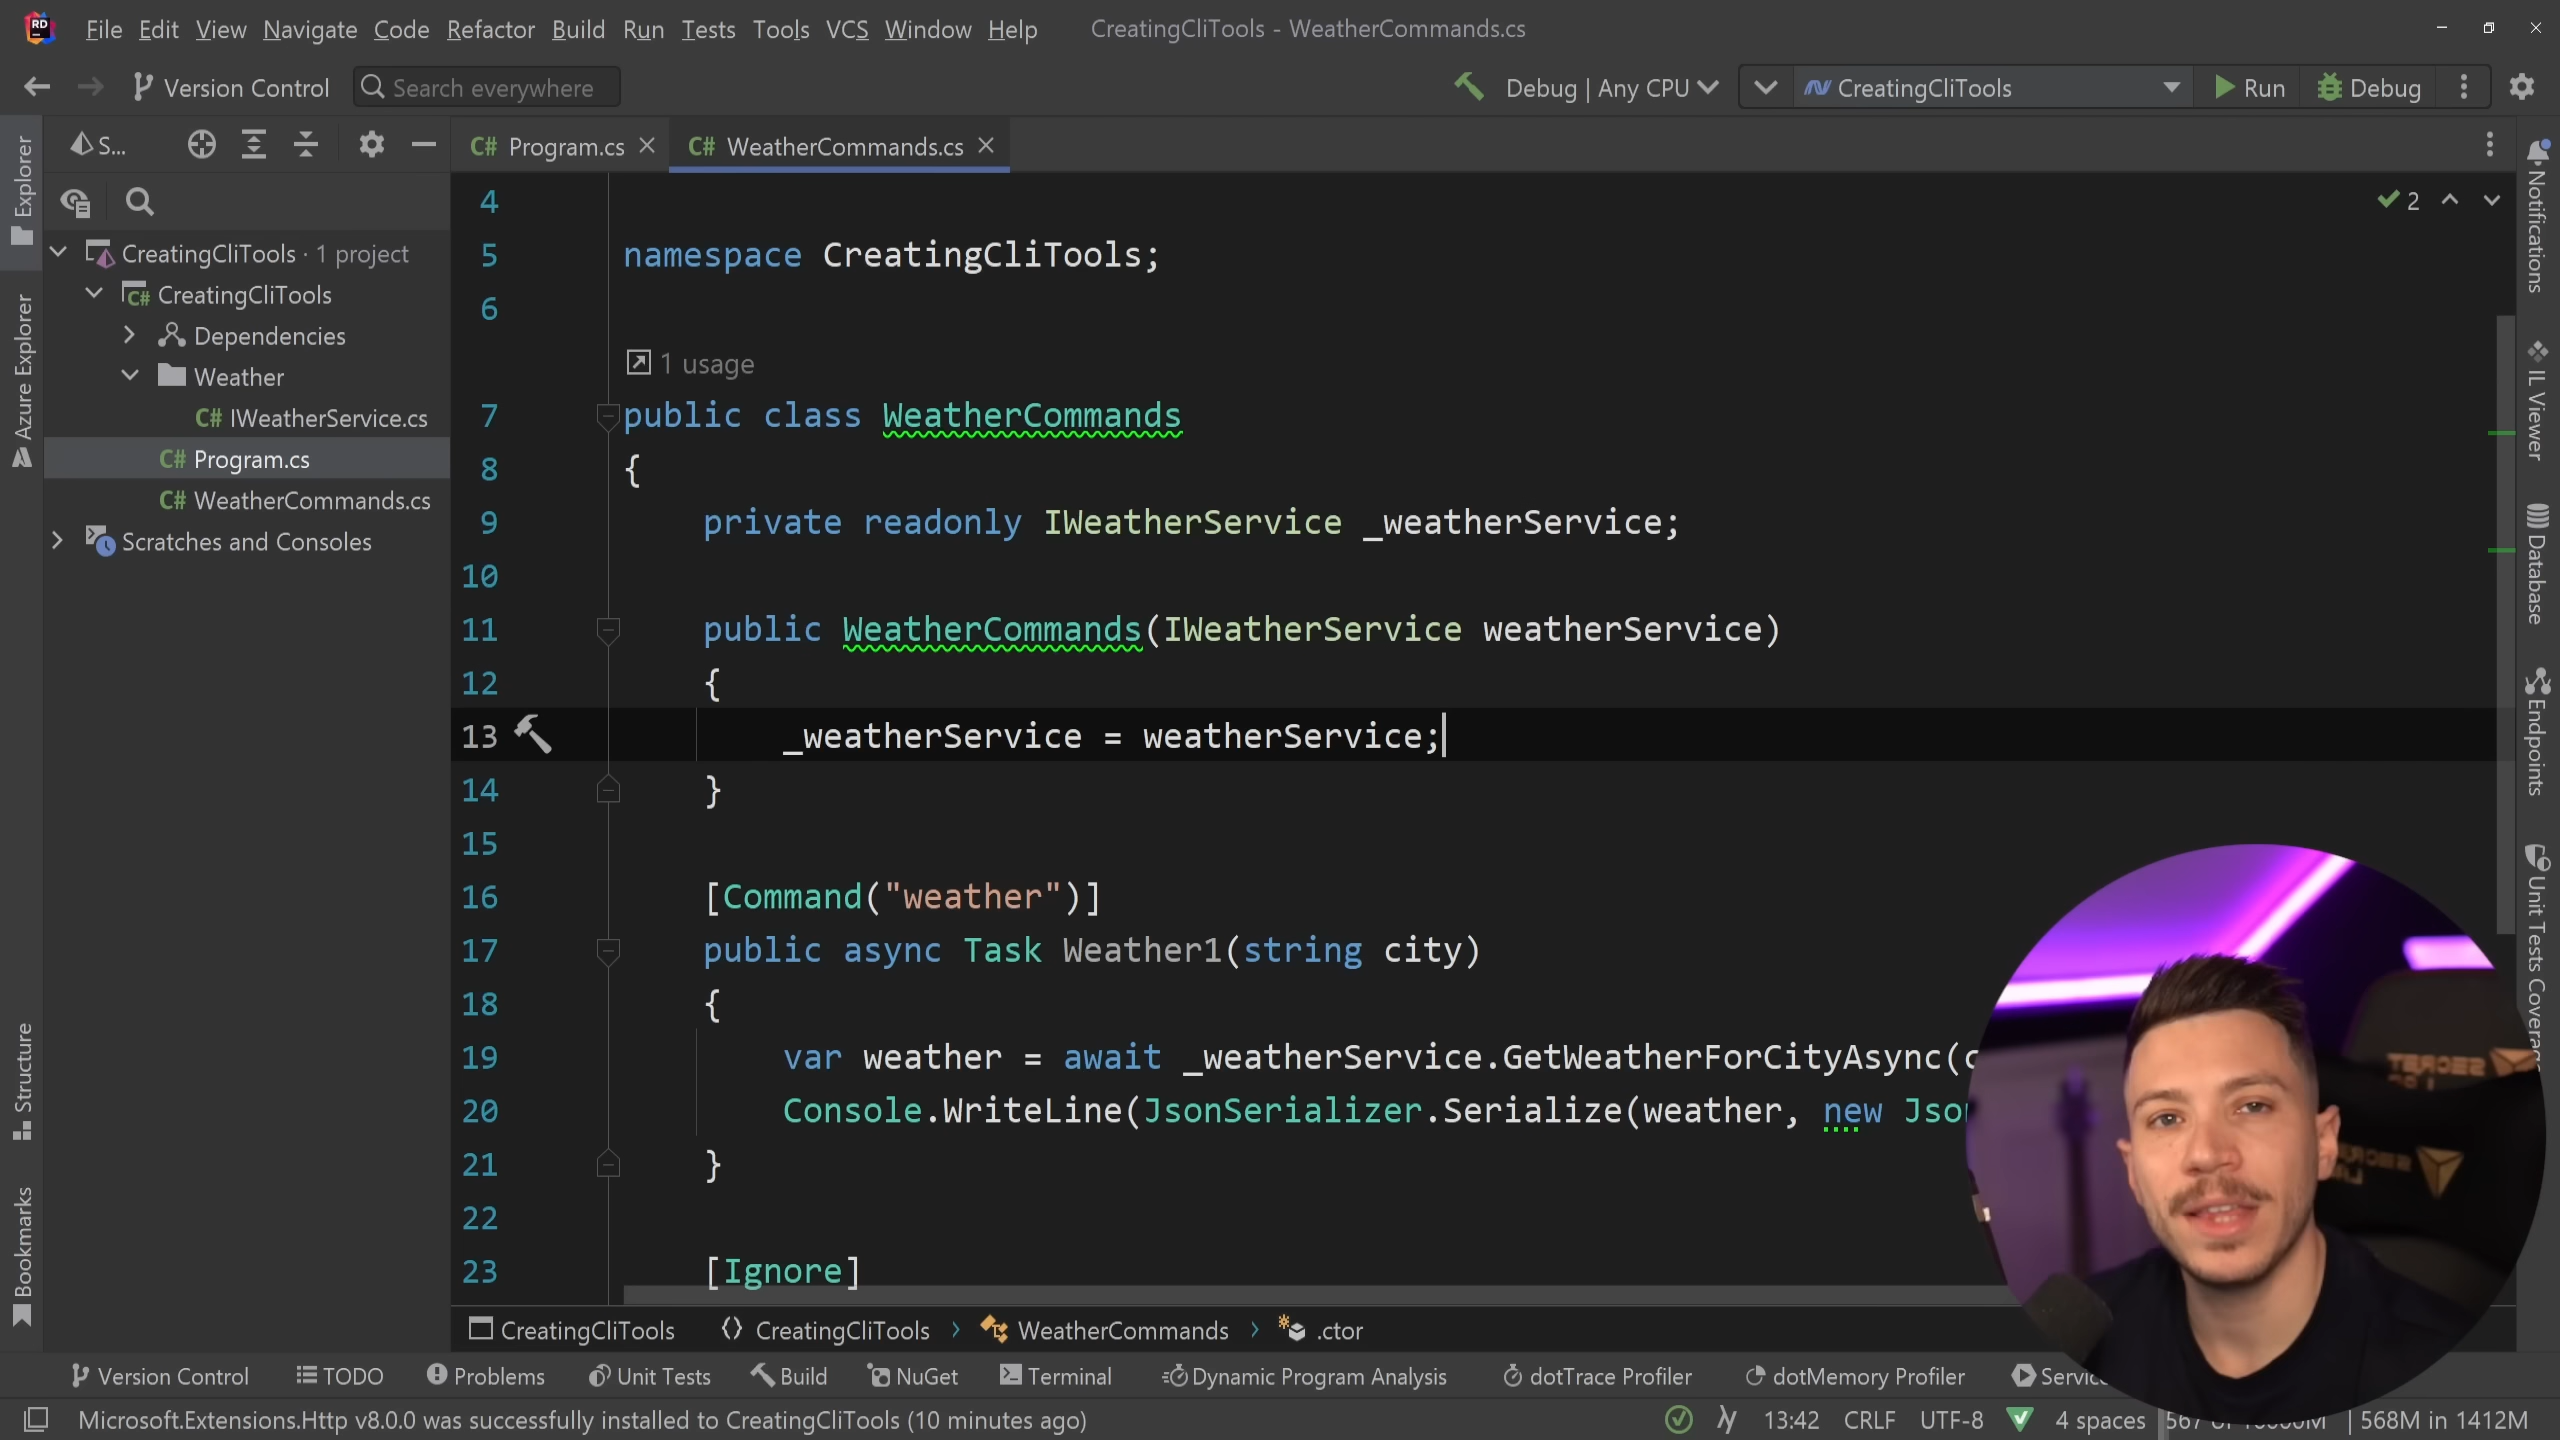 File Edit View Navigate Code Refactor Build Run Tests Tools VCS Window Help CreatingCliTools - WeatherCommands.cs
Version Control Search everywhere Debug | Any CPU CreatingCliTools Run Debug
S... C# Program.cs C# WeatherCommands.cs
Explorer
Azure Explorer
Structure
Bookmarks
CreatingCliTools · 1 project
C# CreatingCliTools
Dependencies
Weather
C# IWeatherService.cs
C# Program.cs
C# WeatherCommands.cs
Scratches and Consoles
2
4
5 namespace CreatingCliTools;
6
1 usage
7 public class WeatherCommands
8 {
9 private readonly IWeatherService _weatherService;
10
11 public WeatherCommands(IWeatherService weatherService)
12 {
13 _weatherService = weatherService;
14 }
15
16 [Command("weather")]
17 public async Task Weather1(string city)
18 {
19 var weather = await _weatherService.GetWeatherForCityAsync(
20 Console.WriteLine(JsonSerializer.Serialize(weather, new
21 }
22
23 [Ignore]
Notifications
IL Viewer
Database
Endpoints
Unit Tests Coverage
CreatingCliTools CreatingCliTools › WeatherCommands › .ctor
Version Control TODO Problems Unit Tests Build NuGet Terminal Dynamic Program Analysis dotTrace Profiler dotMemory Profiler
Microsoft.Extensions.Http v8.0.0 was successfully installed to CreatingCliTools (10 minutes ago) 13:42 CRLF UTF-8 4 spaces 568M in 1412M